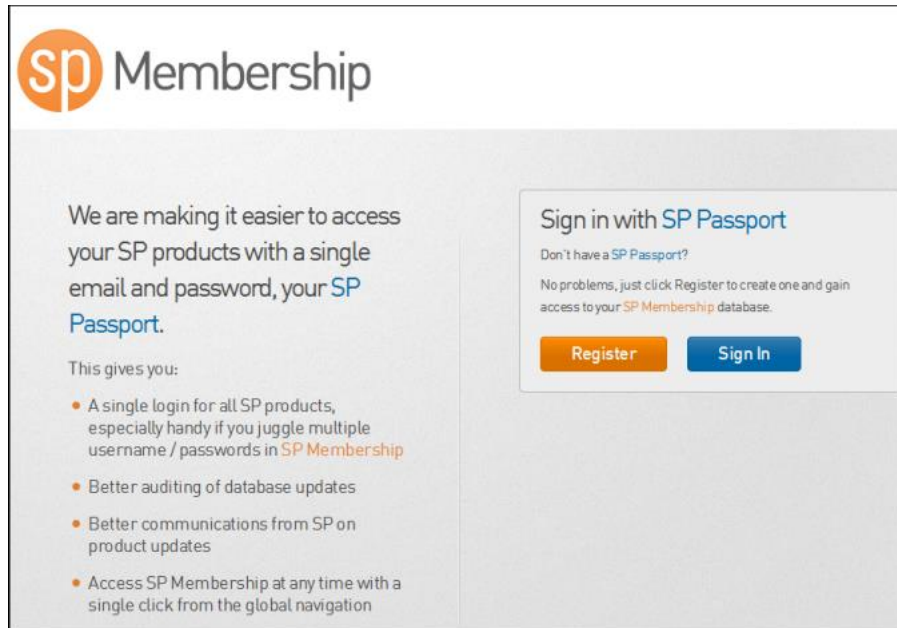 sp Membership
We are making it easier to access
your SP products with a single
email and password, your SP
Passport.
This gives you:
• A single login for all SP products,
especially handy if you juggle multiple
username / passwords in SP Membership
• Better auditing of database updates
• Better communications from SP on
product updates
• Access SP Membership at any time with a
single click from the global navigation
Sign in with SP Passport
Don't have a SP Passport?
No problems, just click Register to create one and gain
access to your SP Membership database.
Register
Sign In